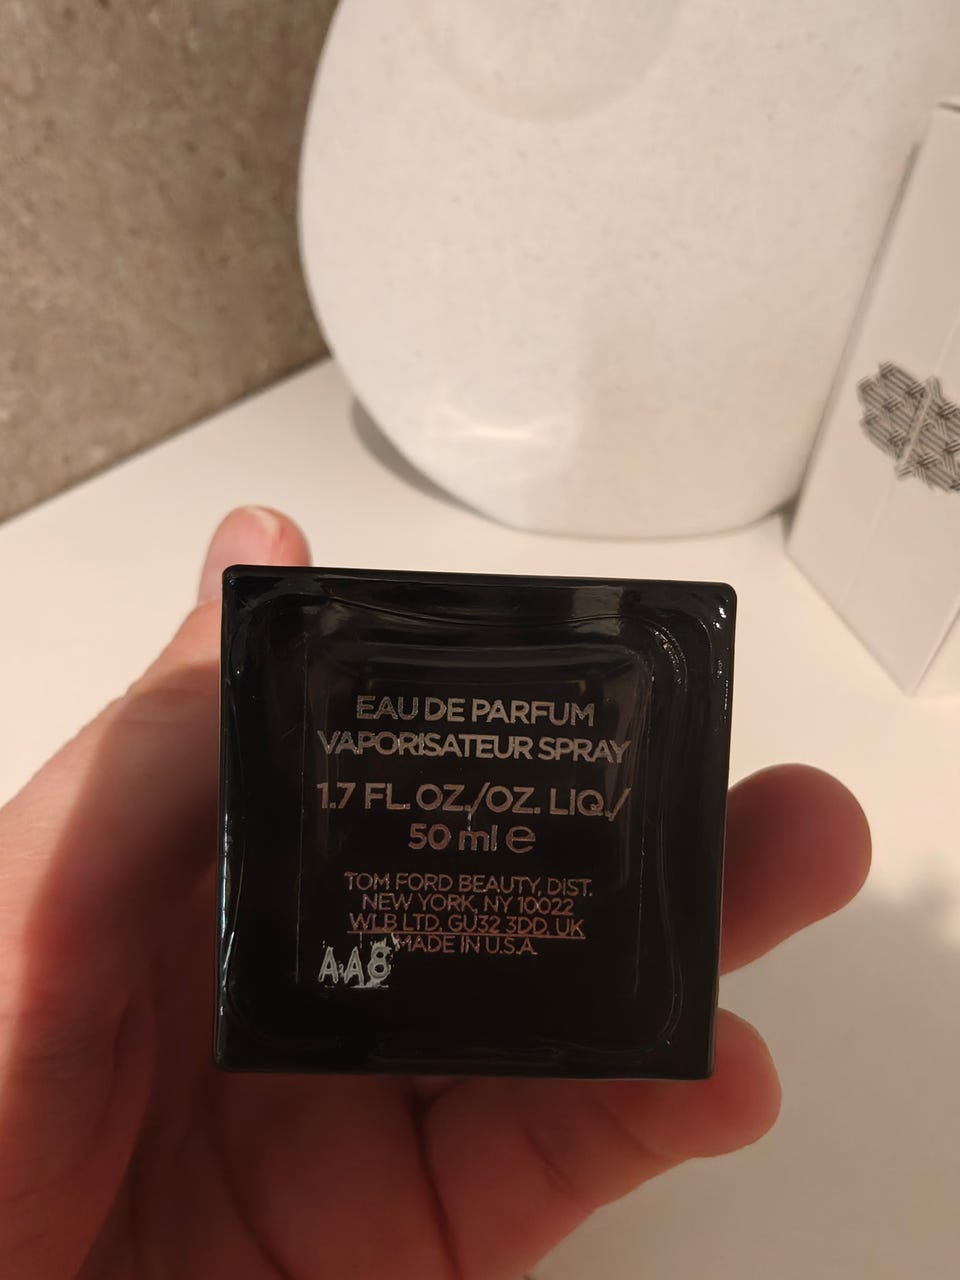 EAU DE PARFUM
VAPORISATEUR SPRAY
1.7 FL. OZ./OZ. LIQ./
50 ml e
TOM FORD BEAUTY, DIST.
NEW YORK, NY 10022
WLB LTD. GU32 3DD, UK
MADE IN U.S.A.
AA8